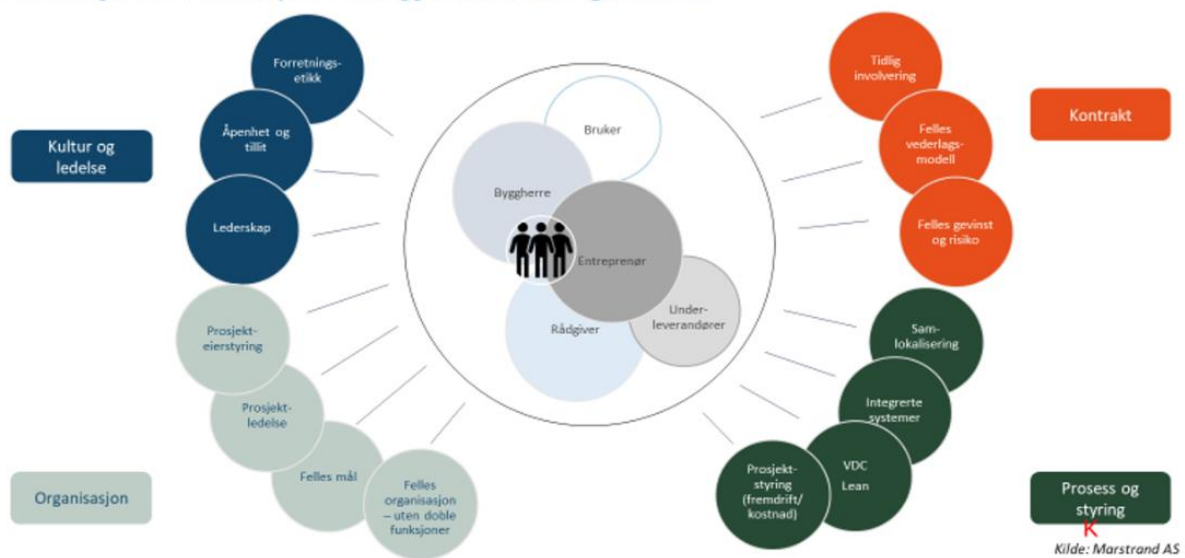 Forretnings-
etikk
Åpenhet og
tillit
Lederskap
Kultur og
ledelse
Prosjekt-
eierstyring
Prosjekt-
ledelse
Felles mål
Felles
organisasjon
– uten doble
funksjoner
Organisasjon
Bruker
Byggherre
Entreprenør
Rådgiver
Under-
leverandører
Tidlig
involvering
Felles
vederlags-
modell
Felles gevinst
og risiko
Kontrakt
Sam-
lokalisering
Integrerte
systemer
VDC
Lean
Prosjekt-
styring
(fremdrift/
kostnad)
Prosess og
styring
K
Kilde: Marstrand AS